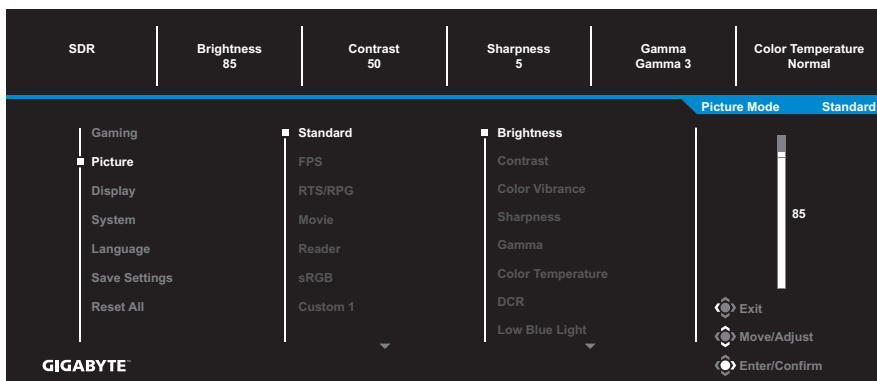 SDR
Brightness
85
Contrast
50
Sharpness
5
Gamma
Gamma 3
Color Temperature
Normal
Picture Mode Standard
Gaming
Picture
Display
System
Language
Save Settings
Reset All
Standard
FPS
RTS/RPG
Movie
Reader
sRGB
Custom 1
Brightness
Contrast
Color Vibrance
Sharpness
Gamma
Color Temperature
DCR
Low Blue Light
85
Exit
Move/Adjust
Enter/Confirm
GIGABYTE™